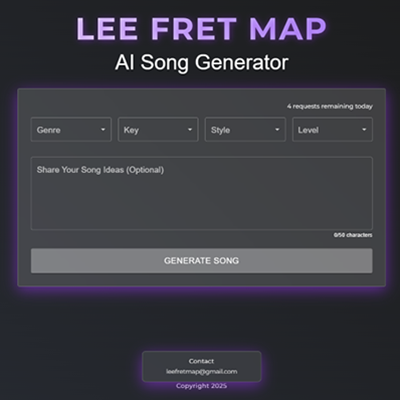 LEE FRET MAP
AI Song Generator
4 requests remaining today
Genre Key Style Level
Share Your Song Ideas (Optional)
0/50 characters
GENERATE SONG
Contact
leefretmap@gmail.com
Copyright 2025